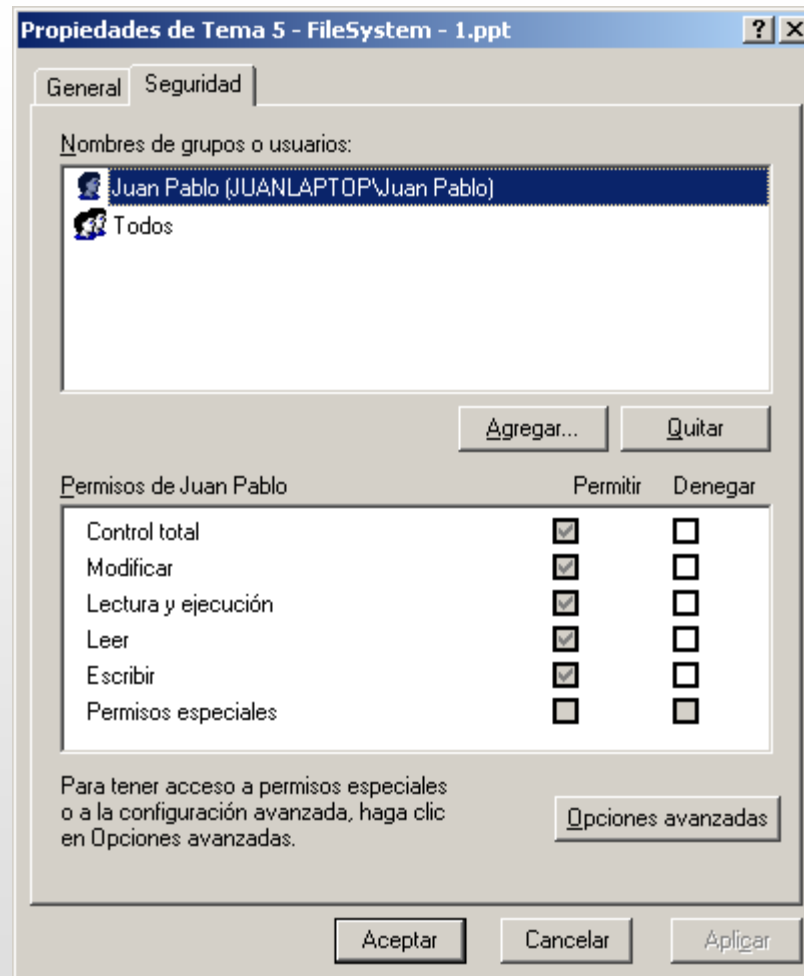 Propiedades de Tema 5 - FileSystem - 1.ppt
General Seguridad
Nombres de grupos o usuarios:
Juan Pablo (JUANLAPTOP\Juan Pablo)
Todos
Agregar... Quitar
Permisos de Juan Pablo Permitir Denegar
Control total
Modificar
Lectura y ejecución
Leer
Escribir
Permisos especiales
Para tener acceso a permisos especiales
o a la configuración avanzada, haga clic
en Opciones avanzadas.
Opciones avanzadas
Aceptar Cancelar Aplicar